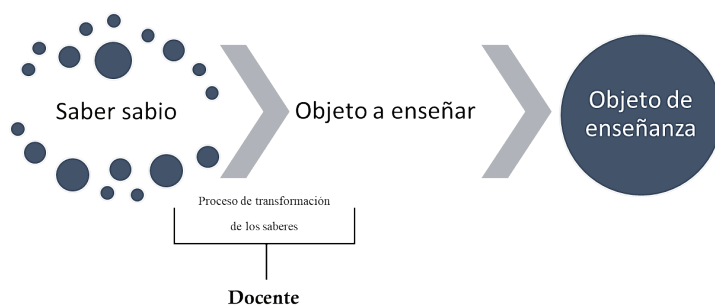 Saber sabio
Objeto a enseñar
Objeto de
enseñanza
Proceso de transformación
de los saberes
Docente